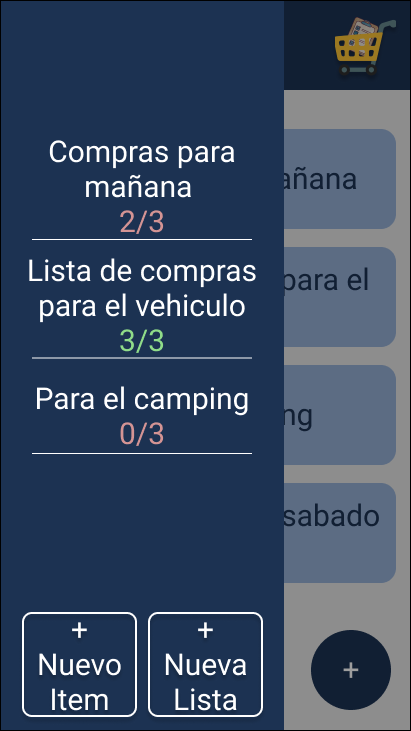 Compras para
mañana
2/3
Lista de compras
para el vehiculo
3/3
Para el camping
0/3
+
Nuevo
Item
+
Nueva
Lista
añana
para el
ng
sabado
+